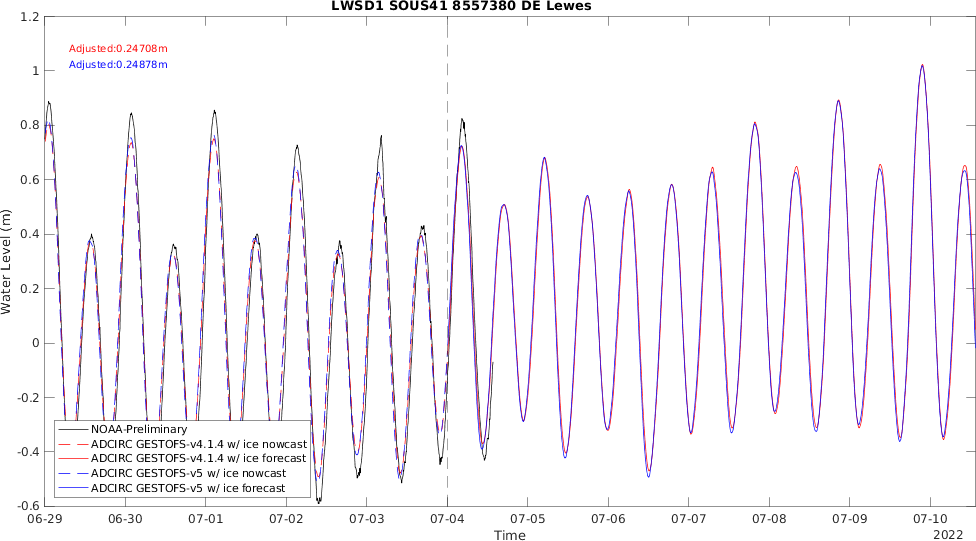 LWSD1 SOUS41 8557380 DE Lewes
Adjusted:0.24708m
Adjusted:0.24878m
1.2
1
0.8
0.6
0.4
0.2
0
-0.2
-0.4
-0.6
Water Level (m)
NOAA-Preliminary
ADCIRC GESTOFS-v4.1.4 w/ ice nowcast
ADCIRC GESTOFS-v4.1.4 w/ ice forecast
ADCIRC GESTOFS-v5 w/ ice nowcast
ADCIRC GESTOFS-v5 w/ ice forecast
06-29 06-30 07-01 07-02 07-03 07-04 07-05 07-06 07-07 07-08 07-09 07-10
Time
2022